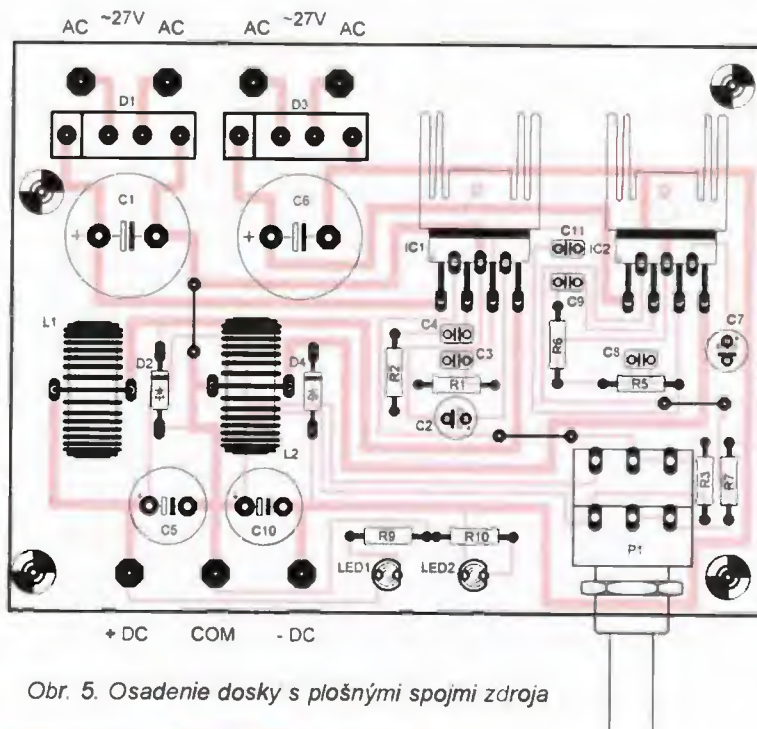 AC ~27V AC AC ~27V AC
D1 D3
C1 C6
+ +
IC1 C11 IC2
C9
L1 C4 R6 C7
D2 D4 R2 C3 C8
R1 R5
C2
L2
R3 R7
C5 C10
R9 R10 P1
LED1 LED2
+ DC COM - DC
Obr. 5. Osadenie dosky s plošnými spojmi zdroja